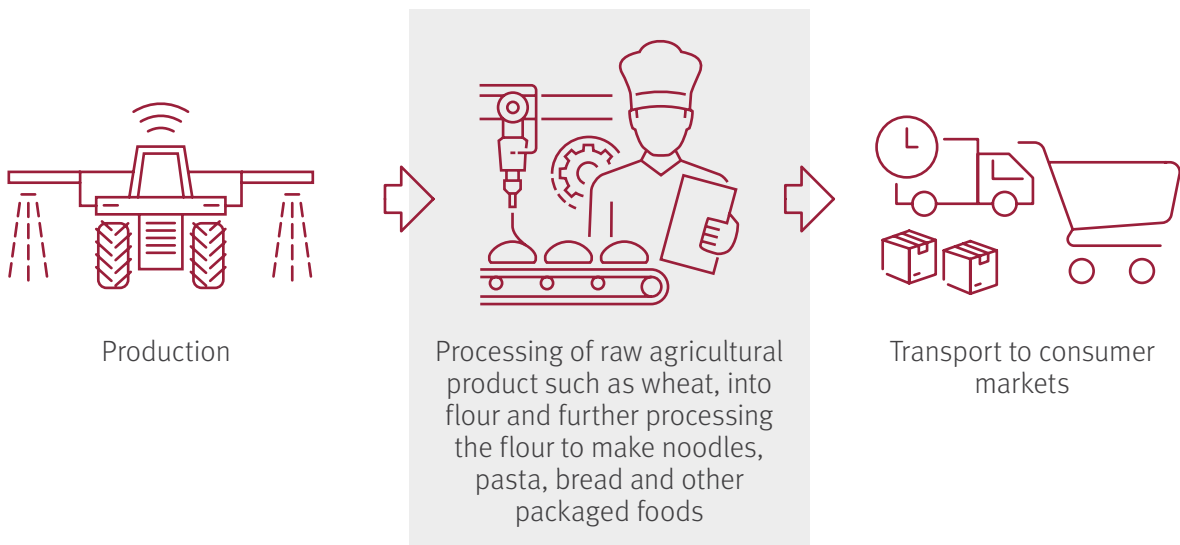 Production
Processing of raw agricultural
product such as wheat, into
flour and further processing
the flour to make noodles,
pasta, bread and other
packaged foods
Transport to consumer
markets